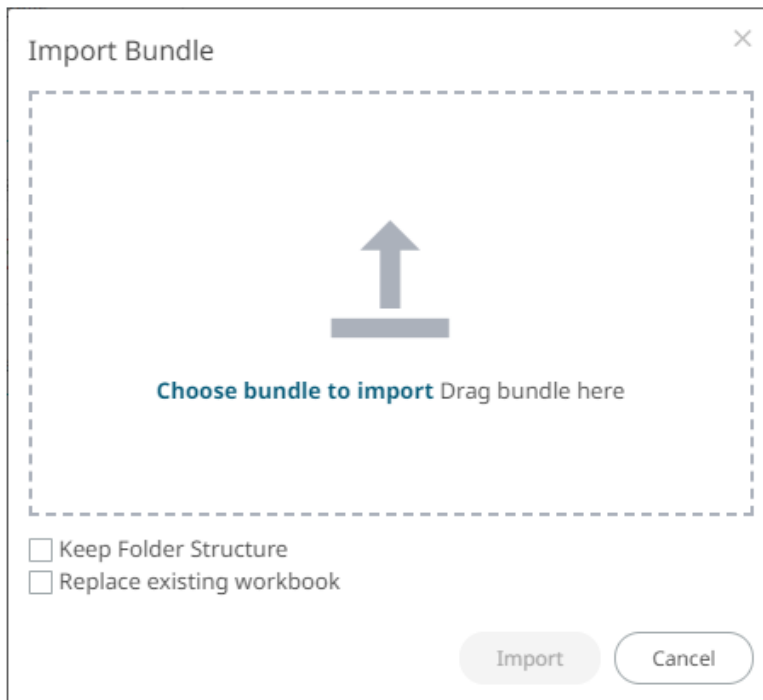 Import Bundle
Choose bundle to import Drag bundle here
Keep Folder Structure
Replace existing workbook
Import Cancel